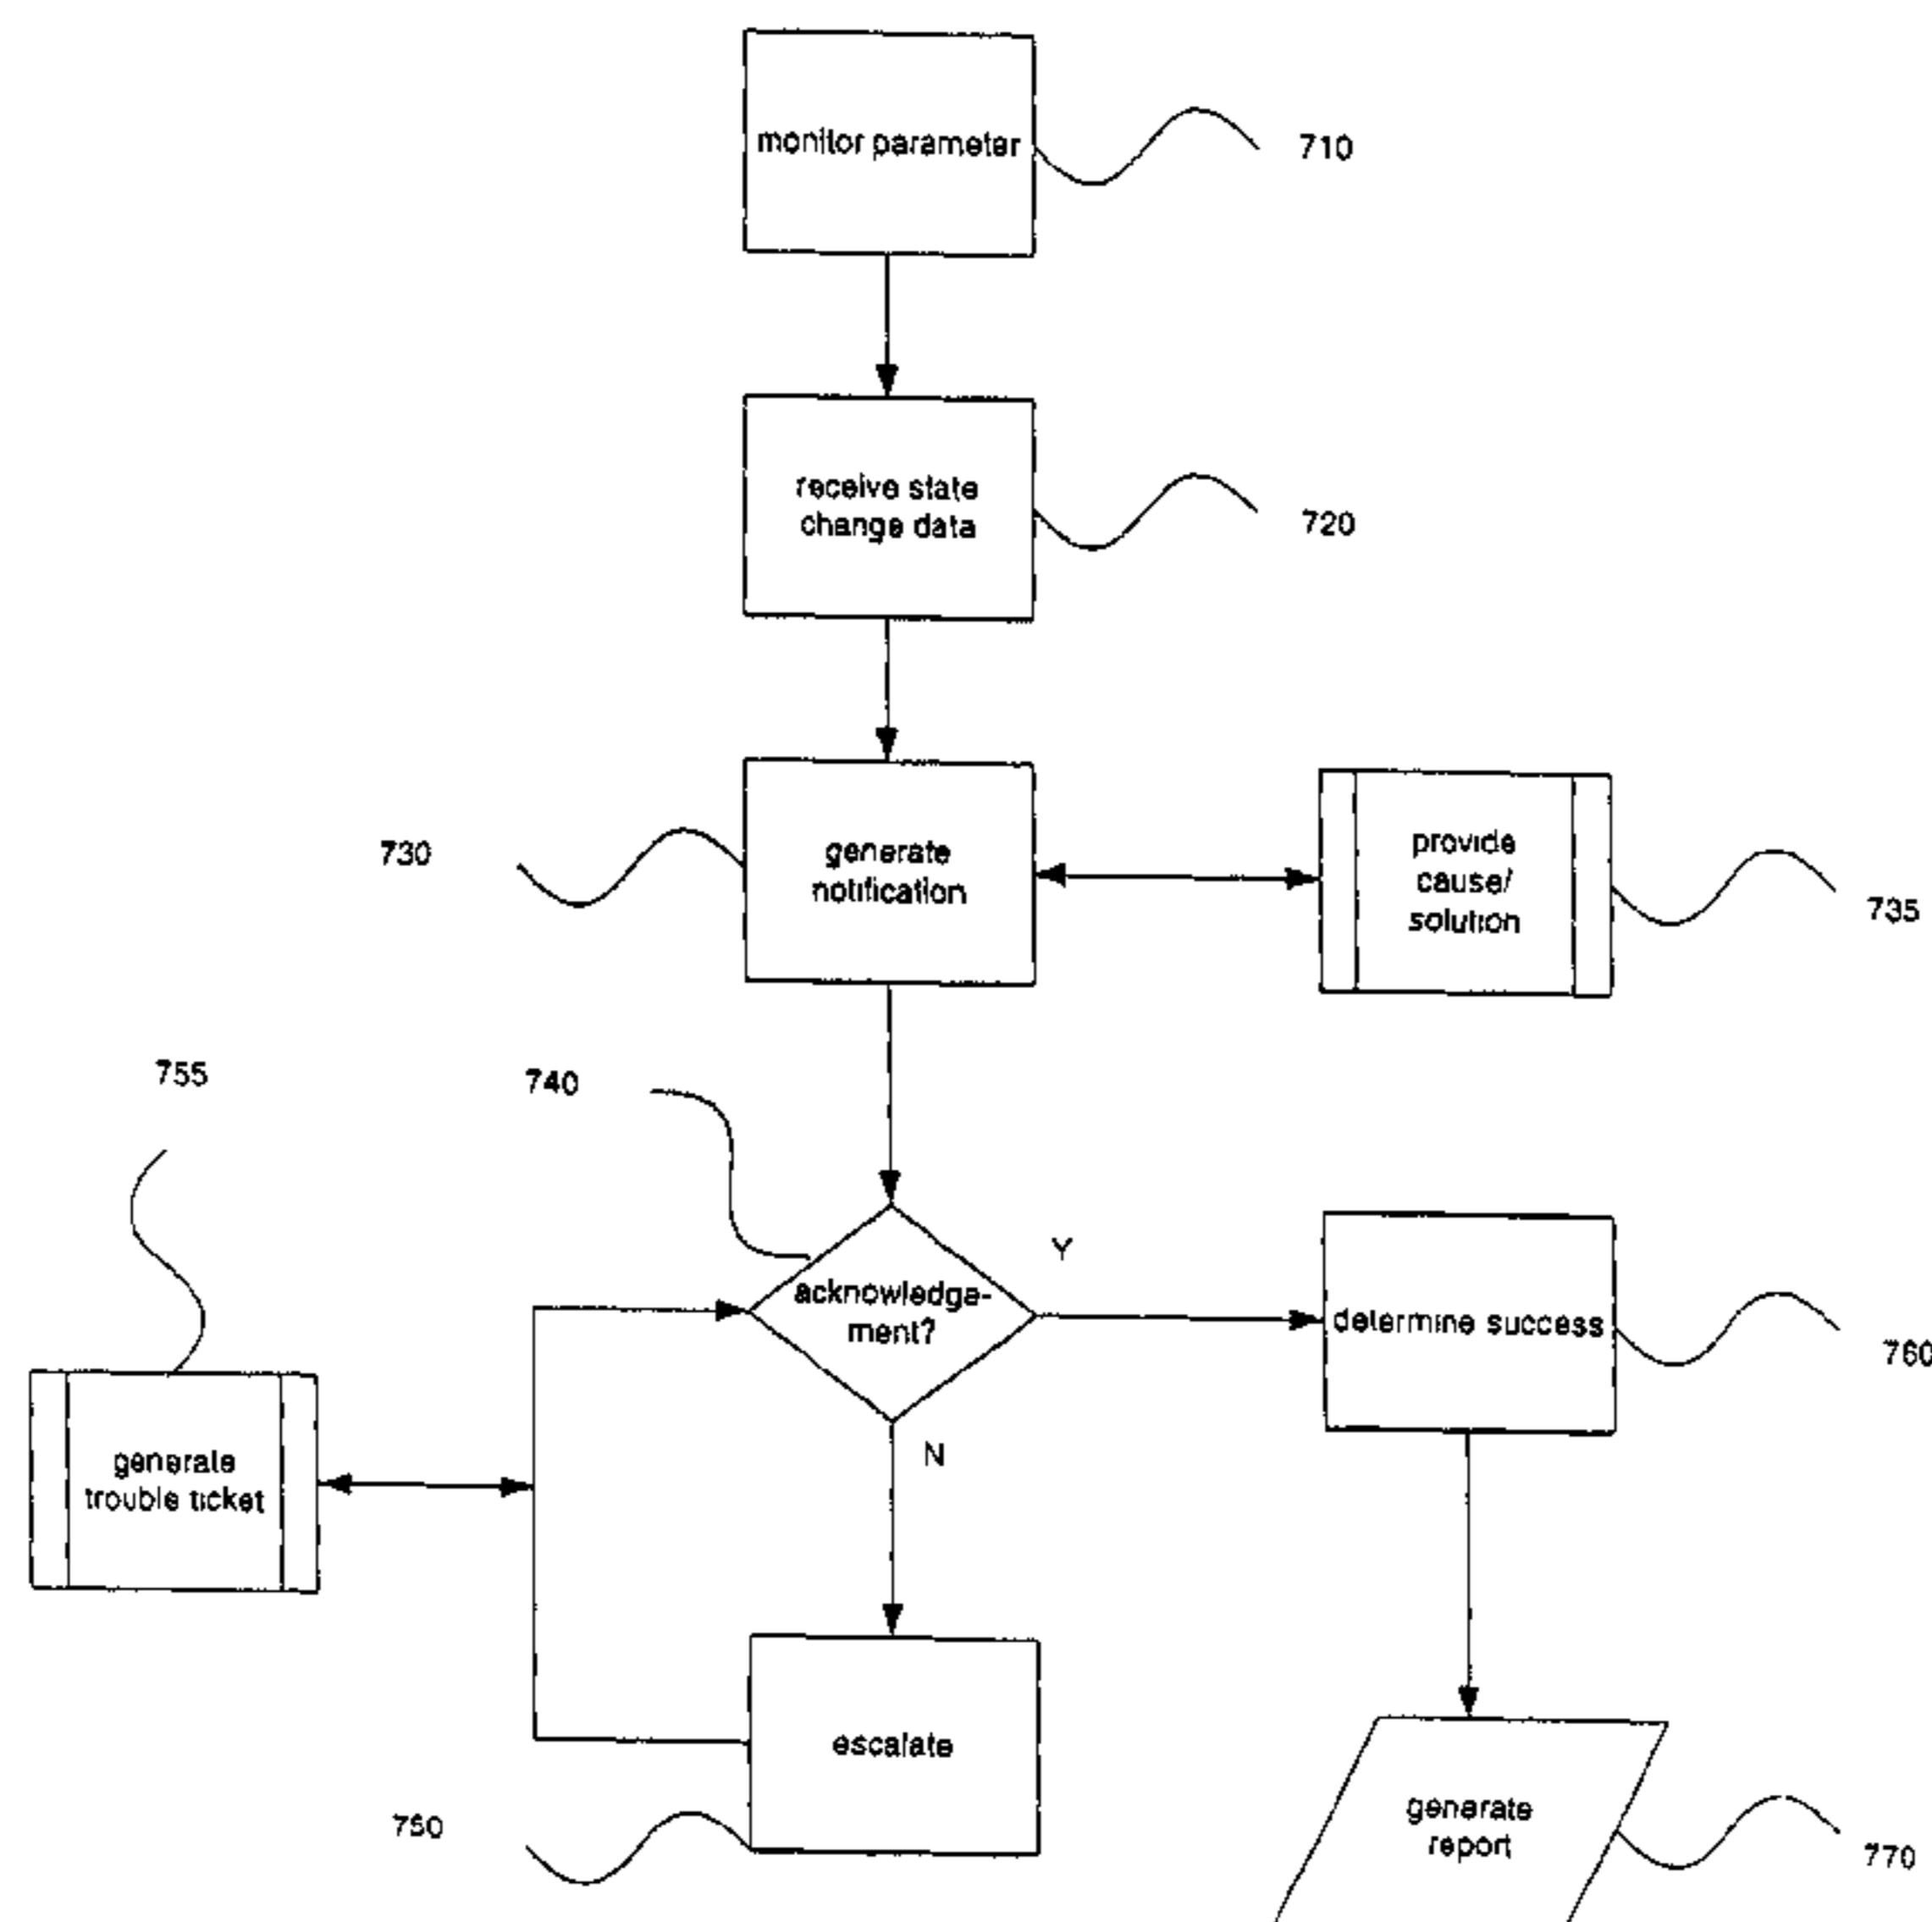 monitor parameter
710
receive state
change data
720
730
generate
notification
provide
cause/
solution
735
755
740
Y
acknowledge-
ment?
determine success
760
N
generate
trouble ticket
escalate
750
generate
report
770